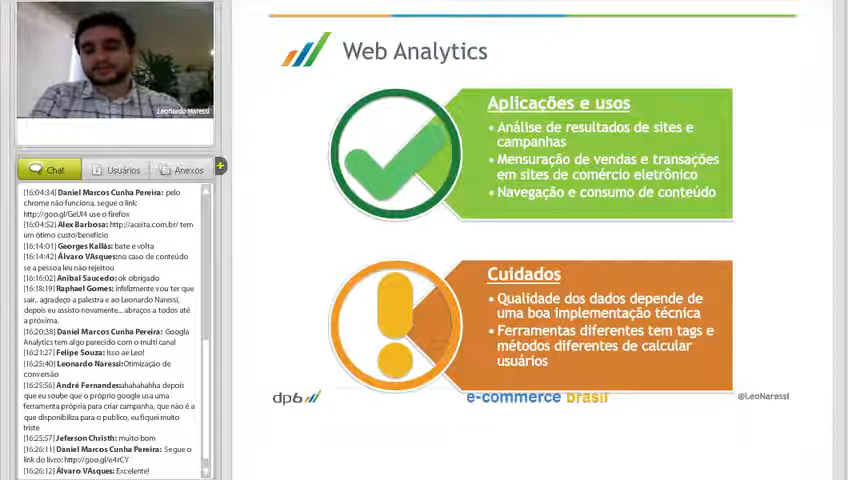 Leonardo Naressi
Chat
Usuários
Anexos
[16:04:34] Daniel Marcos Cunha Pereira: pelo
chrome não funciona, segue o link:
http://goo.gl/GeUI4 use o firefox
[16:04:52] Alex Barbosa: http://aceita.com.br/ tem
um ótimo custo/beneficio
[16:14:01] Georges Kallás: bate e volta
[16:14:42] Álvaro VAsques: no caso de conteúdo
se a pessoa leu não rejeitou
[16:16:02] Anibal Saucedo: ok obrigado
[16:18:19] Raphael Gomes: infelizmente vou ter que
sair.. agradeço a palestra e ao Leonardo Naressi,
depois eu assisto novamente... abraços a todos até
a próxima.
[16:20:38] Daniel Marcos Cunha Pereira: Google
Analytics tem algo parecido com o multi canal
[16:21:27] Felipe Souza: Isso ae Leo!
[16:25:40] Leonardo Naressi: Otimização de
conversão
[16:25:56] André Fernandes: ahahahahha depois
que eu soube que o próprio google usa uma
ferramenta própria para criar campanha, que não é a
que disponibiliza para o publico, eu fiquei muito
triste
[16:25:57] Jeferson Christh: muito bom
[16:26:11] Daniel Marcos Cunha Pereira: Segue o
link do livro: http://goo.gl/e4rCY
[16:26:12] Álvaro VAsques: Excelente!
Web Analytics
Aplicações e usos
• Análise de resultados de sites e
campanhas
• Mensuração de vendas e transações
em sites de comércio eletrônico
• Navegação e consumo de conteúdo
Cuidados
• Qualidade dos dados depende de
uma boa implementação técnica
• Ferramentas diferentes tem tags e
métodos diferentes de calcular
usuários
dp6
e-commerce brasil
@LeoNaressi